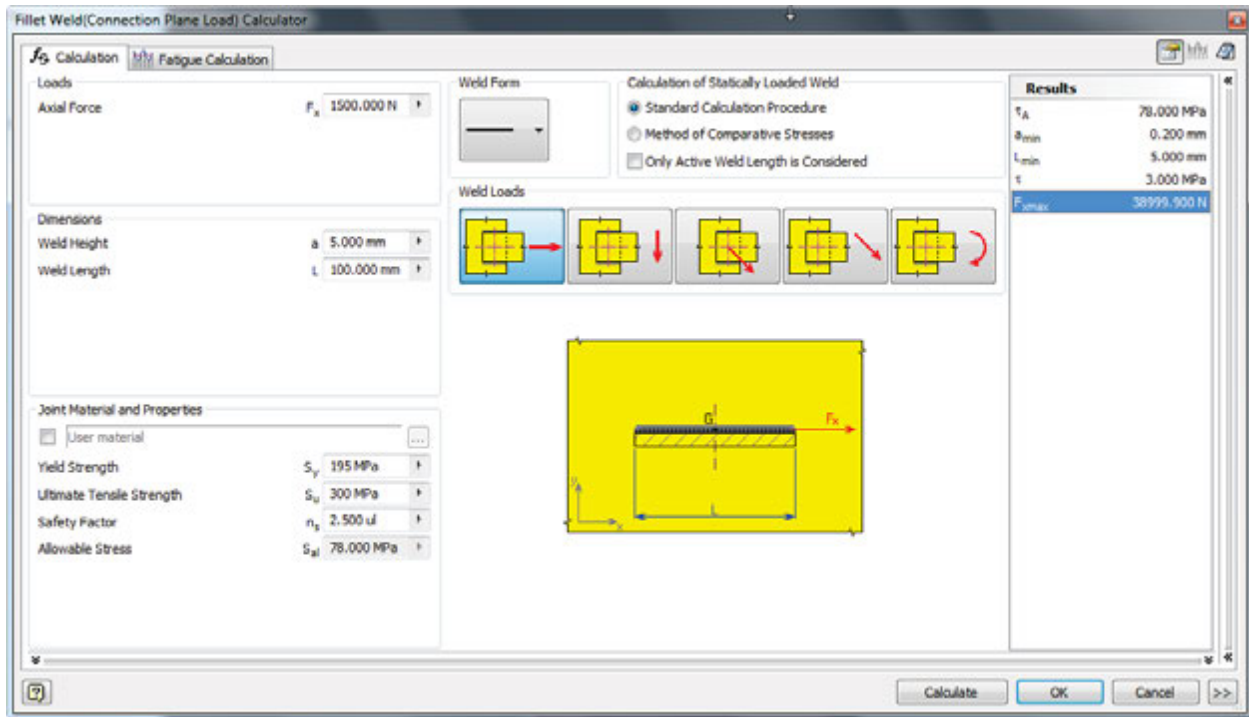 Fillet Weld(Connection Plane Load) Calculator
Calculation
Fatigue Calculation
Loads
Axial Force Fx 1500.000 N
Dimensions
Weld Height a 5.000 mm
Weld Length L 100.000 mm
Joint Material and Properties
User material ...
Yield Strength Sy 195 MPa
Ultimate Tensile Strength Su 300 MPa
Safety Factor ns 2.500 ul
Allowable Stress Sal 78.000 MPa
Weld Form
Calculation of Statically Loaded Weld
Standard Calculation Procedure
Method of Comparative Stresses
Only Active Weld Length is Considered
Weld Loads
G
Fx
L
y
x
Results
τA 78.000 MPa
amin 0.200 mm
Lmin 5.000 mm
τ 3.000 MPa
Fxmax 38999.900 N
Calculate
OK
Cancel
>>